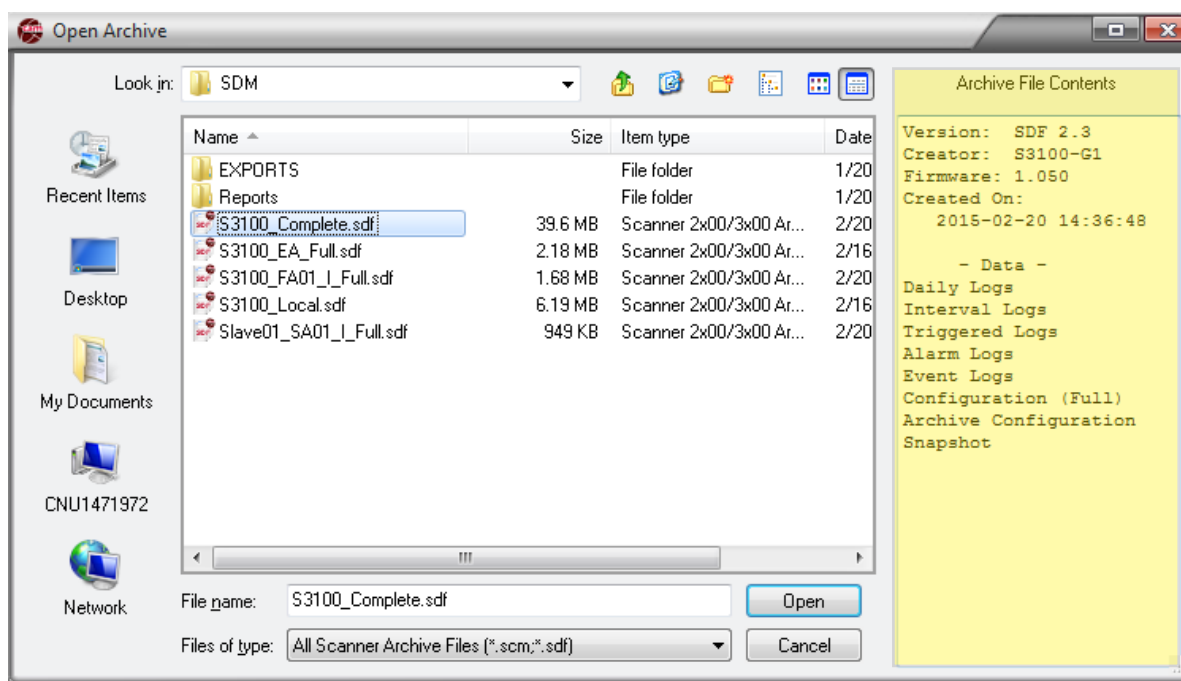 Open Archive
Look in: SDM
Name Size Item type Date
EXPORTS File folder 1/20
Reports File folder 1/20
S3100_Complete.sdf 39.6 MB Scanner 2x00/3x00 Ar... 2/20
S3100_EA_Full.sdf 2.18 MB Scanner 2x00/3x00 Ar... 2/16
S3100_FA01_I_Full.sdf 1.68 MB Scanner 2x00/3x00 Ar... 2/20
S3100_Local.sdf 6.19 MB Scanner 2x00/3x00 Ar... 2/16
Slave01_SA01_I_Full.sdf 949 KB Scanner 2x00/3x00 Ar... 2/20
Recent Items
Desktop
My Documents
CNU1471972
Network
File name: S3100_Complete.sdf Open
Files of type: All Scanner Archive Files (*.scm;*.sdf) Cancel
Archive File Contents
Version: SDF 2.3
Creator: S3100-G1
Firmware: 1.050
Created On:
2015-02-20 14:36:48
- Data -
Daily Logs
Interval Logs
Triggered Logs
Alarm Logs
Event Logs
Configuration (Full)
Archive Configuration
Snapshot